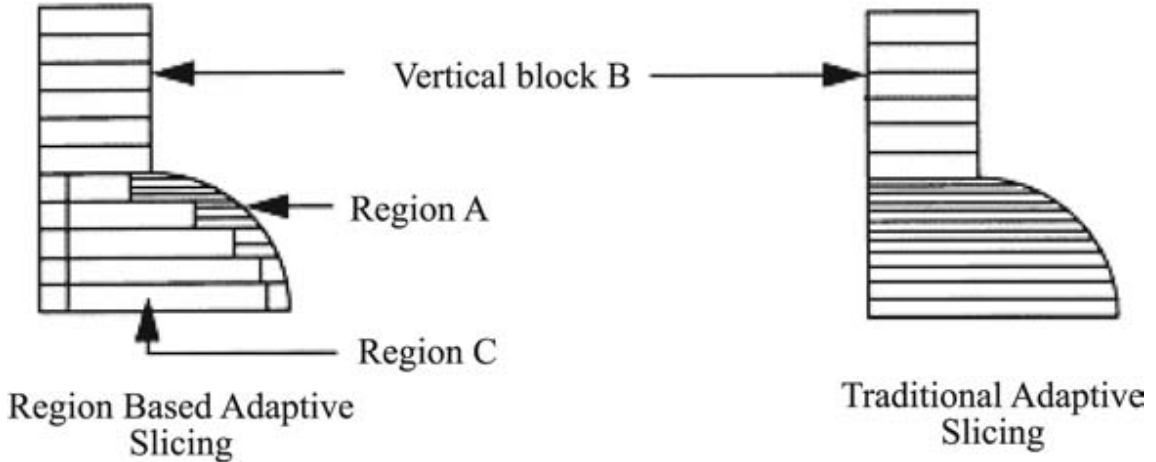 Vertical block B
Region A
Region C
Region Based Adaptive
Slicing
Traditional Adaptive
Slicing